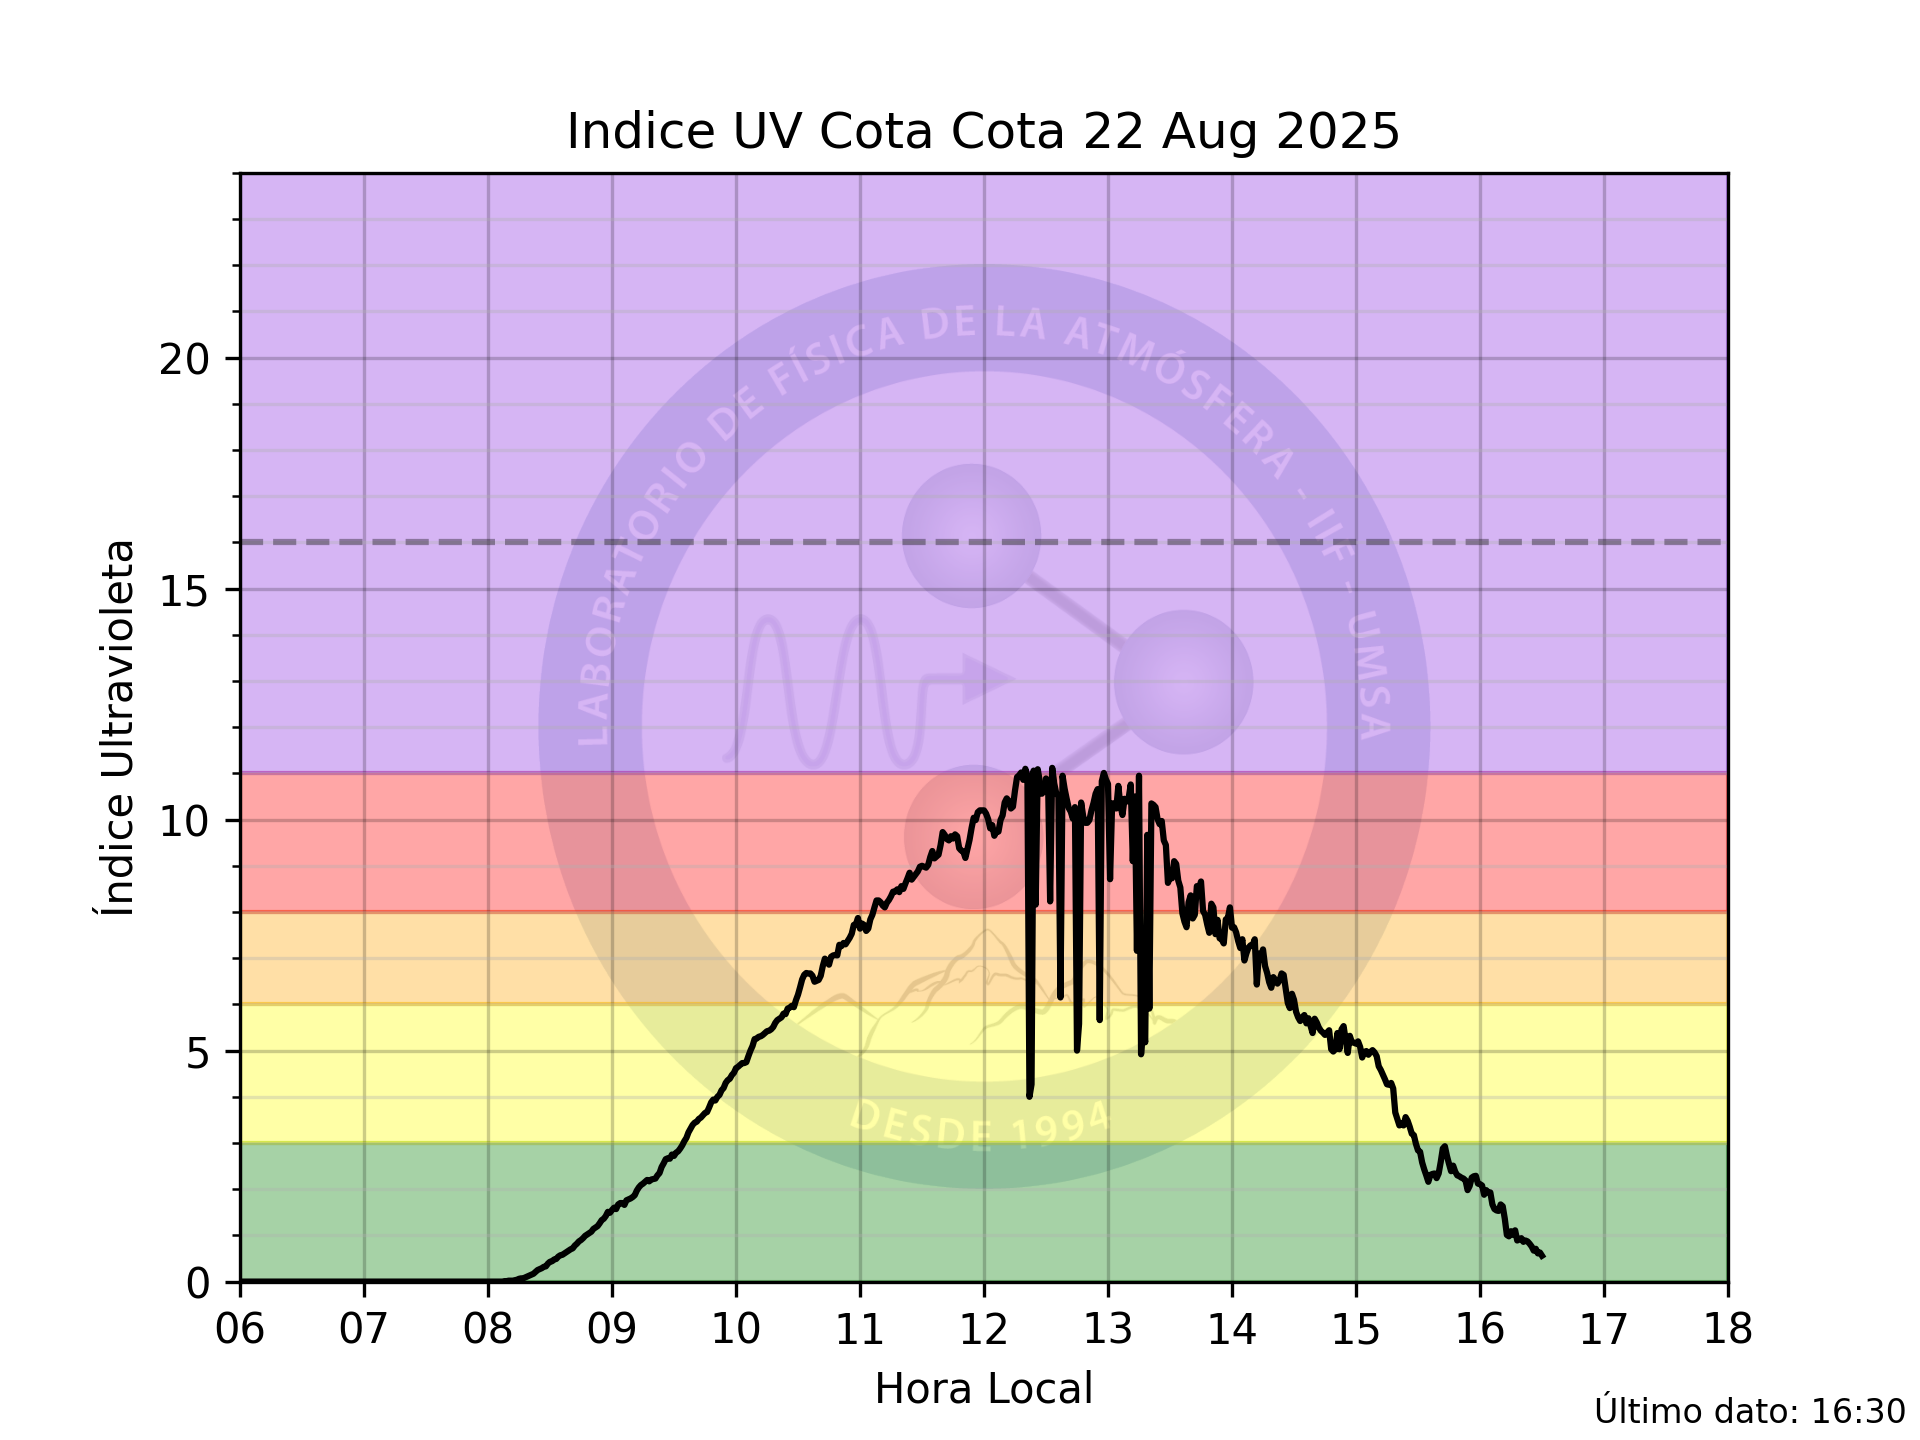 Indice UV Cota Cota 22 Aug 2025
LABORATORIO DE FÍSICA DE LA ATMÓSFERA - IIF - UMSA
DESDE 1994
Índice Ultravioleta
20
15
10
5
0
06 07 08 09 10 11 12 13 14 15 16 17 18
Hora Local
Último dato: 16:30